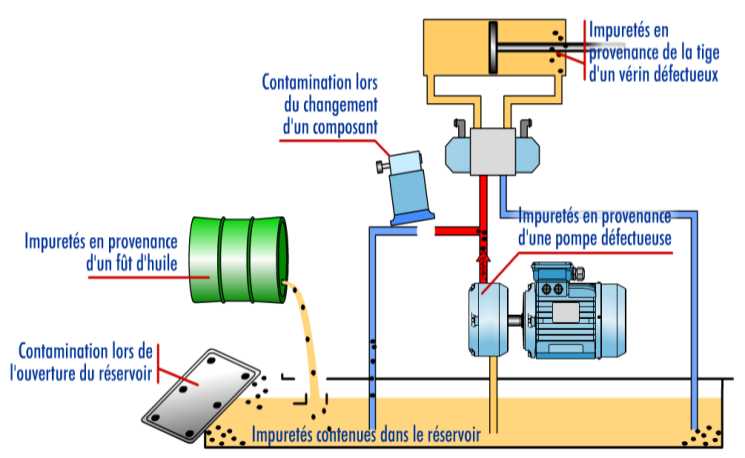 Impuretés en
provenance de la tige
d'un vérin défectueux
Contamination lors
du changement
d'un composant
Impuretés en provenance
d'une pompe défectueuse
Impuretés en provenance
d'un fût d'huile
Contamination lors de
l'ouverture du réservoir
Impuretés contenues dans le réservoir